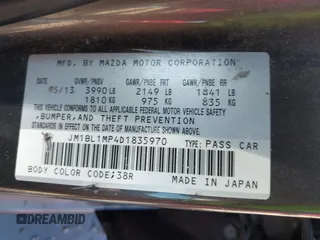 MFD. BY MAZDA MOTOR CORPORATION
GVWR/PNBV GAWR/PNBE FR GAWR/PNBE RR
05/13 3990LB 2149 LB 1841 LB
1810KG 975 KG 835 KG
THIS VEHICLE CONFORMS TO ALL APPLICABLE FEDERAL MOTOR VEHICLE SAFETY,
BUMPER, AND THEFT PREVENTION
STANDARDS IN EFFECT ON THE DATE OF MANUFACTURE SHOWN ABOVE.
JM1BL1MP4D1835970 TYPE: PASS CAR
BODY COLOR CODE;38R MADE IN JAPAN
DREAMBID